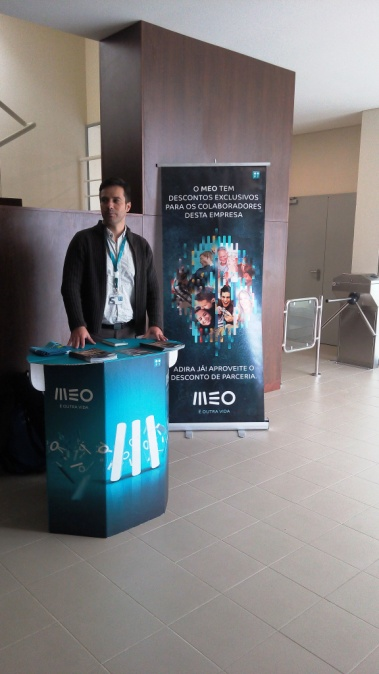 O MEO TEM
DESCONTOS EXCLUSIVOS
PARA OS COLABORADORES
DESTA EMPRESA
ADIRA JÁ! APROVEITE O
DESCONTO DE PARCERIA
MEO
É OUTRA VIDA
MEO
É OUTRA VIDA
M